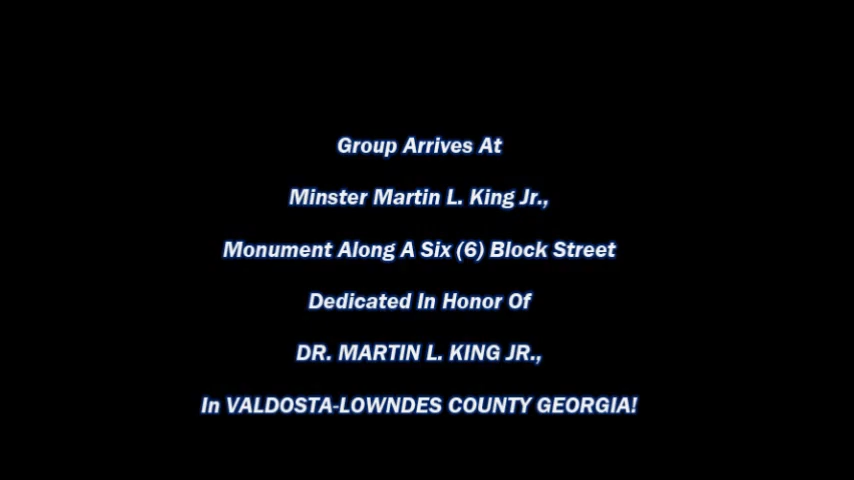 Group Arrives At
Minster Martin L. King Jr.,
Monument Along A Six (6) Block Street
Dedicated In Honor Of
DR. MARTIN L. KING JR.,
In VALDOSTA-LOWNDES COUNTY GEORGIA!